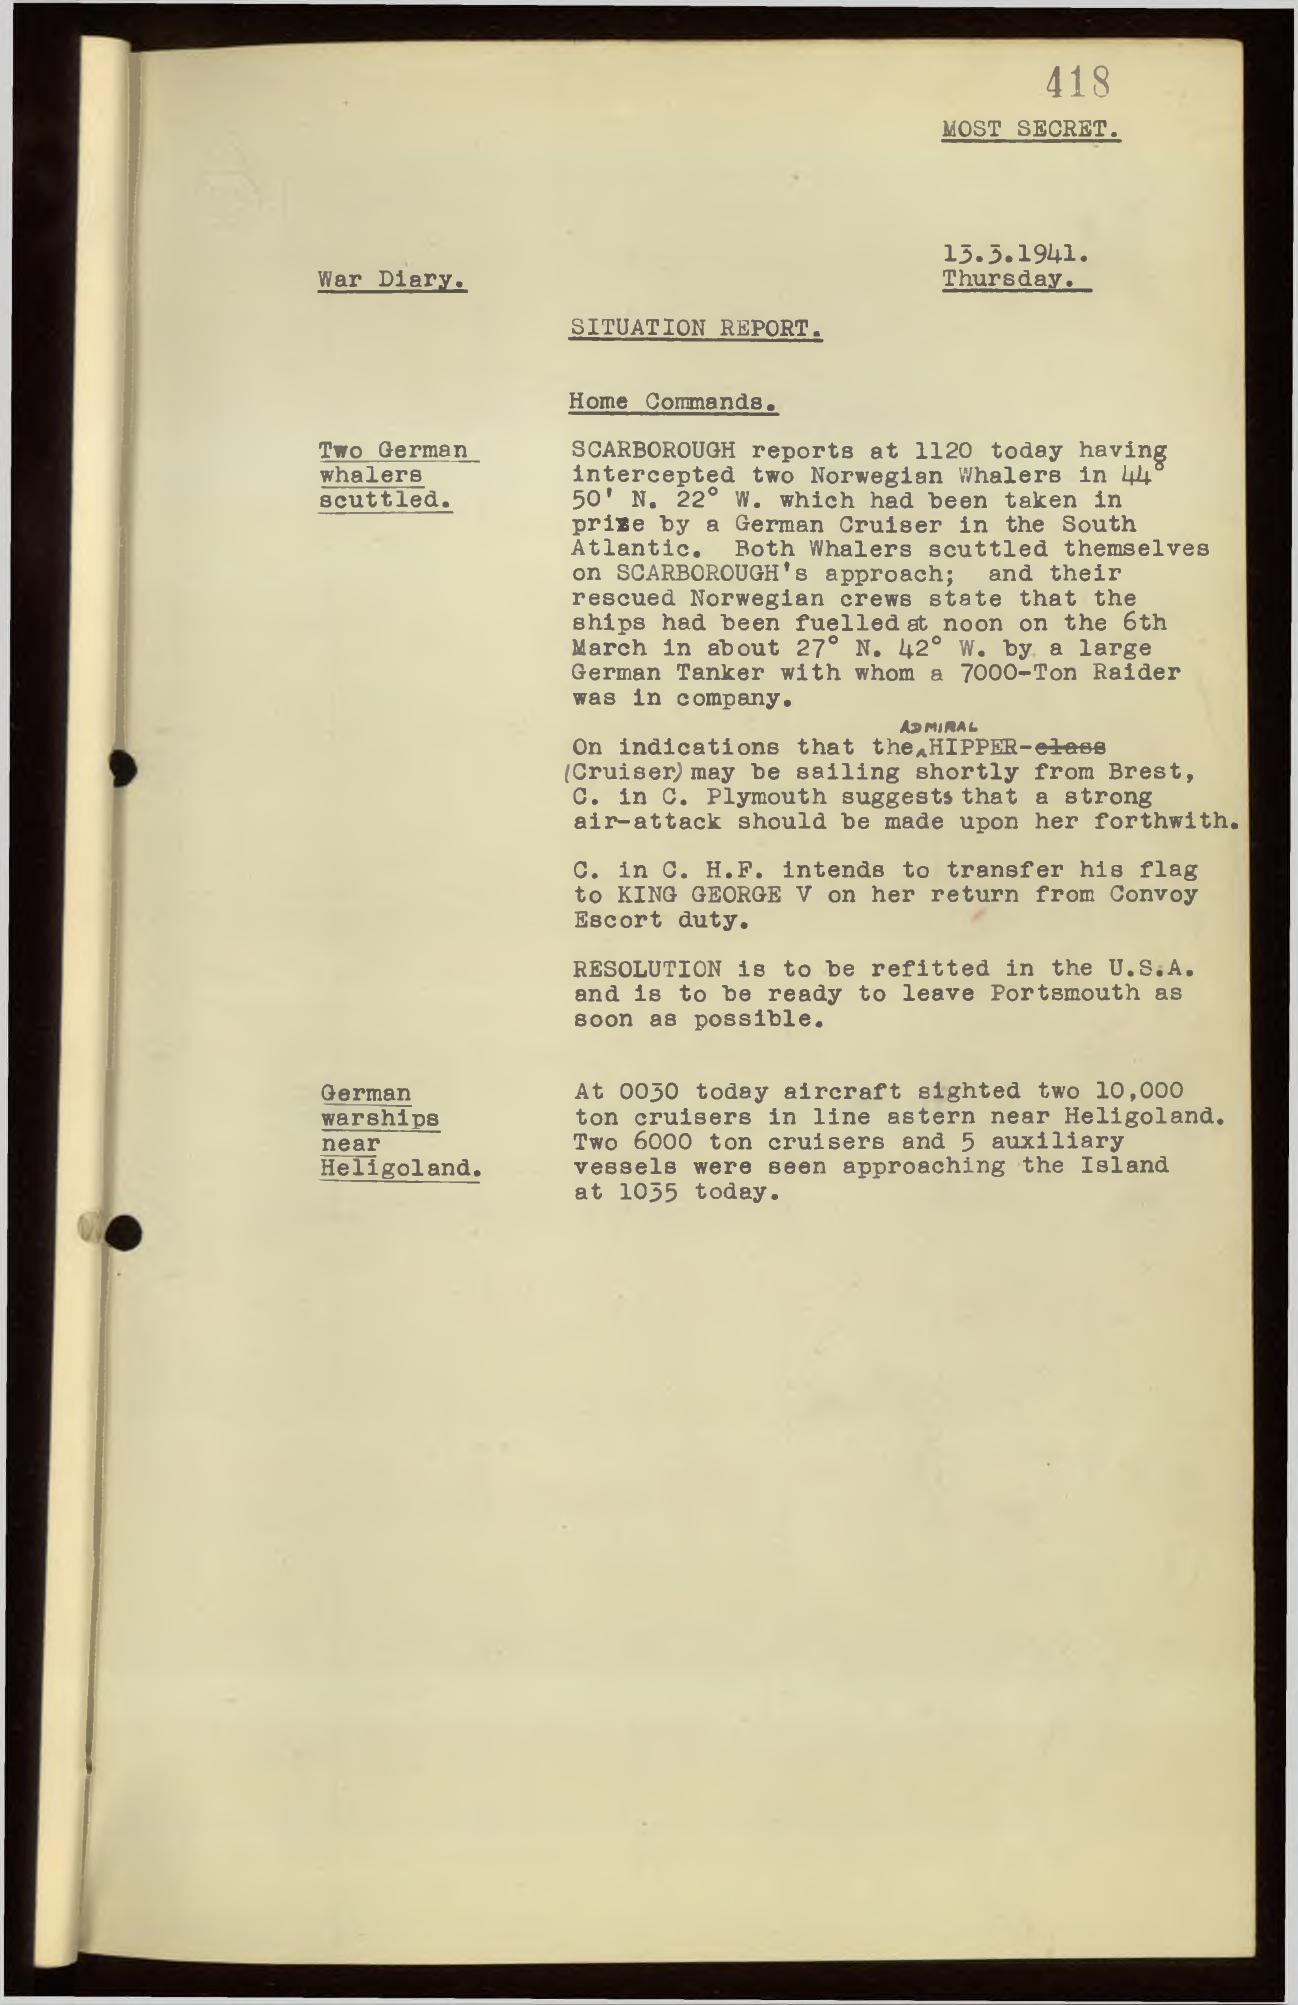 418
MOST SECRET.
13.3.1941.
War Diary.
Thursday.
SITUATION REPORT.
Home Commands.
Two German
whalers
scuttled.
SCARBOROUGH reports at 1120 today having
intercepted two Norwegian Whalers in 44°
50' N. 22° W. which had been taken in
prize by a German Cruiser in the South
Atlantic. Both Whalers scuttled themselves
on SCARBOROUGH's approach; and their
rescued Norwegian crews state that the
ships had been fuelled at noon on the 6th
March in about 27° N. 42° W. by a large
German Tanker with whom a 7000-Ton Raider
was in company.
ADMIRAL
On indications that the HIPPER-class
(Cruiser) may be sailing shortly from Brest,
C. in C. Plymouth suggests that a strong
air-attack should be made upon her forthwith.
C. in C. H.F. intends to transfer his flag
to KING GEORGE V on her return from Convoy
Escort duty.
RESOLUTION is to be refitted in the U.S.A.
and is to be ready to leave Portsmouth as
soon as possible.
German
warships
near
Heligoland.
At 0030 today aircraft sighted two 10,000
ton cruisers in line astern near Heligoland.
Two 6000 ton cruisers and 5 auxiliary
vessels were seen approaching the Island
at 1035 today.